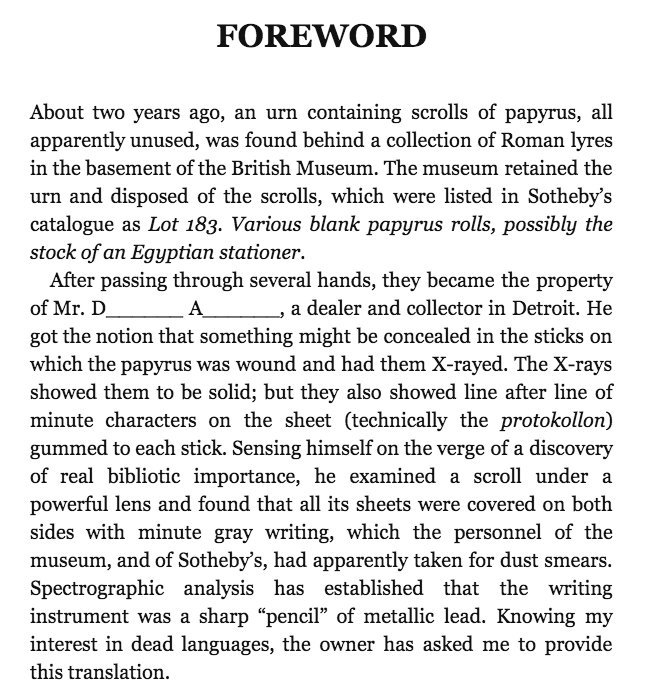 FOREWORD
About two years ago, an urn containing scrolls of papyrus, all
apparently unused, was found behind a collection of Roman lyres
in the basement of the British Museum. The museum retained the
urn and disposed of the scrolls, which were listed in Sotheby’s
catalogue as Lot 183. Various blank papyrus rolls, possibly the
stock of an Egyptian stationer.
After passing through several hands, they became the property
of Mr. D_______ A_______, a dealer and collector in Detroit. He
got the notion that something might be concealed in the sticks on
which the papyrus was wound and had them X-rayed. The X-rays
showed them to be solid; but they also showed line after line of
minute characters on the sheet (technically the protokollon)
gummed to each stick. Sensing himself on the verge of a discovery
of real bibliotic importance, he examined a scroll under a
powerful lens and found that all its sheets were covered on both
sides with minute gray writing, which the personnel of the
museum, and of Sotheby’s, had apparently taken for dust smears.
Spectrographic analysis has established that the writing
instrument was a sharp “pencil” of metallic lead. Knowing my
interest in dead languages, the owner has asked me to provide
this translation.